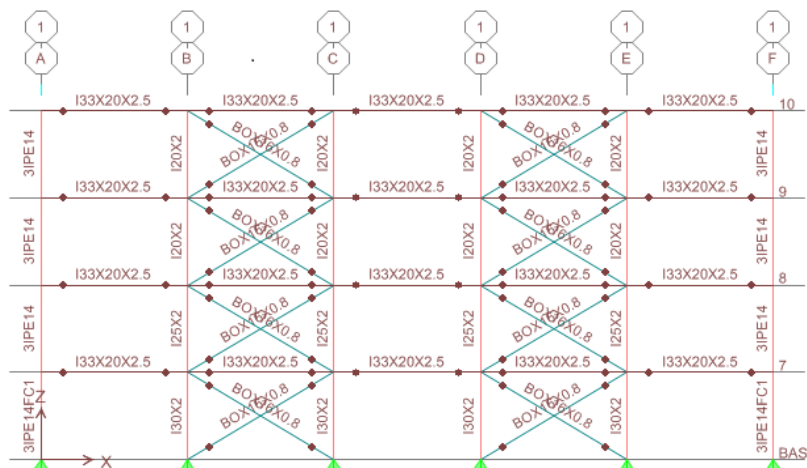 1 1 1 1 1 1
A B C D E F
I33X20X2.5 I33X20X2.5 I33X20X2.5 I33X20X2.5 I33X20X2.5 10
3IPE14 I20X2 BOX16X0.8 BOX16X0.8 I20X2 I20X2 BOX16X0.8 BOX16X0.8 I20X2 3IPE14
I33X20X2.5 I33X20X2.5 I33X20X2.5 I33X20X2.5 I33X20X2.5 9
3IPE14 I20X2 BOX16X0.8 BOX16X0.8 I20X2 I20X2 BOX16X0.8 BOX16X0.8 I20X2 3IPE14
I33X20X2.5 I33X20X2.5 I33X20X2.5 I33X20X2.5 I33X20X2.5 8
3IPE14 I25X2 BOX16X0.8 BOX16X0.8 I25X2 I25X2 BOX16X0.8 BOX16X0.8 I25X2 3IPE14
I33X20X2.5 I33X20X2.5 I33X20X2.5 I33X20X2.5 I33X20X2.5 7
3IPE14FC1 I30X2 BOX16X0.8 BOX16X0.8 I30X2 I30X2 BOX16X0.8 BOX16X0.8 I30X2 3IPE14FC1
Z
X BAS